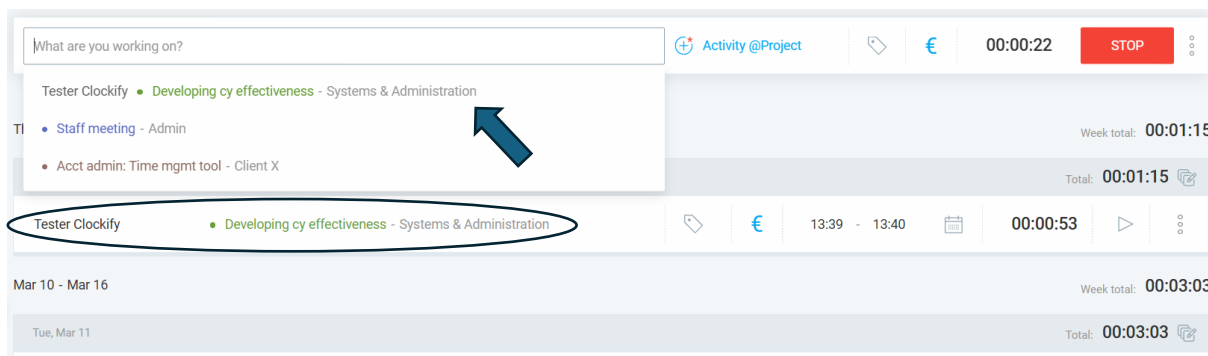 What are you working on? Activity @Project € 00:00:22 STOP
Tester Clockify • Developing cy effectiveness - Systems & Administration
• Staff meeting - Admin
Week total: 00:01:15
• Acct admin: Time mgmt tool - Client X
Total: 00:01:15
Tester Clockify • Developing cy effectiveness - Systems & Administration € 13:39 - 13:40 00:00:53
Mar 10 - Mar 16 Week total: 00:03:03
Tue, Mar 11 Total: 00:03:03